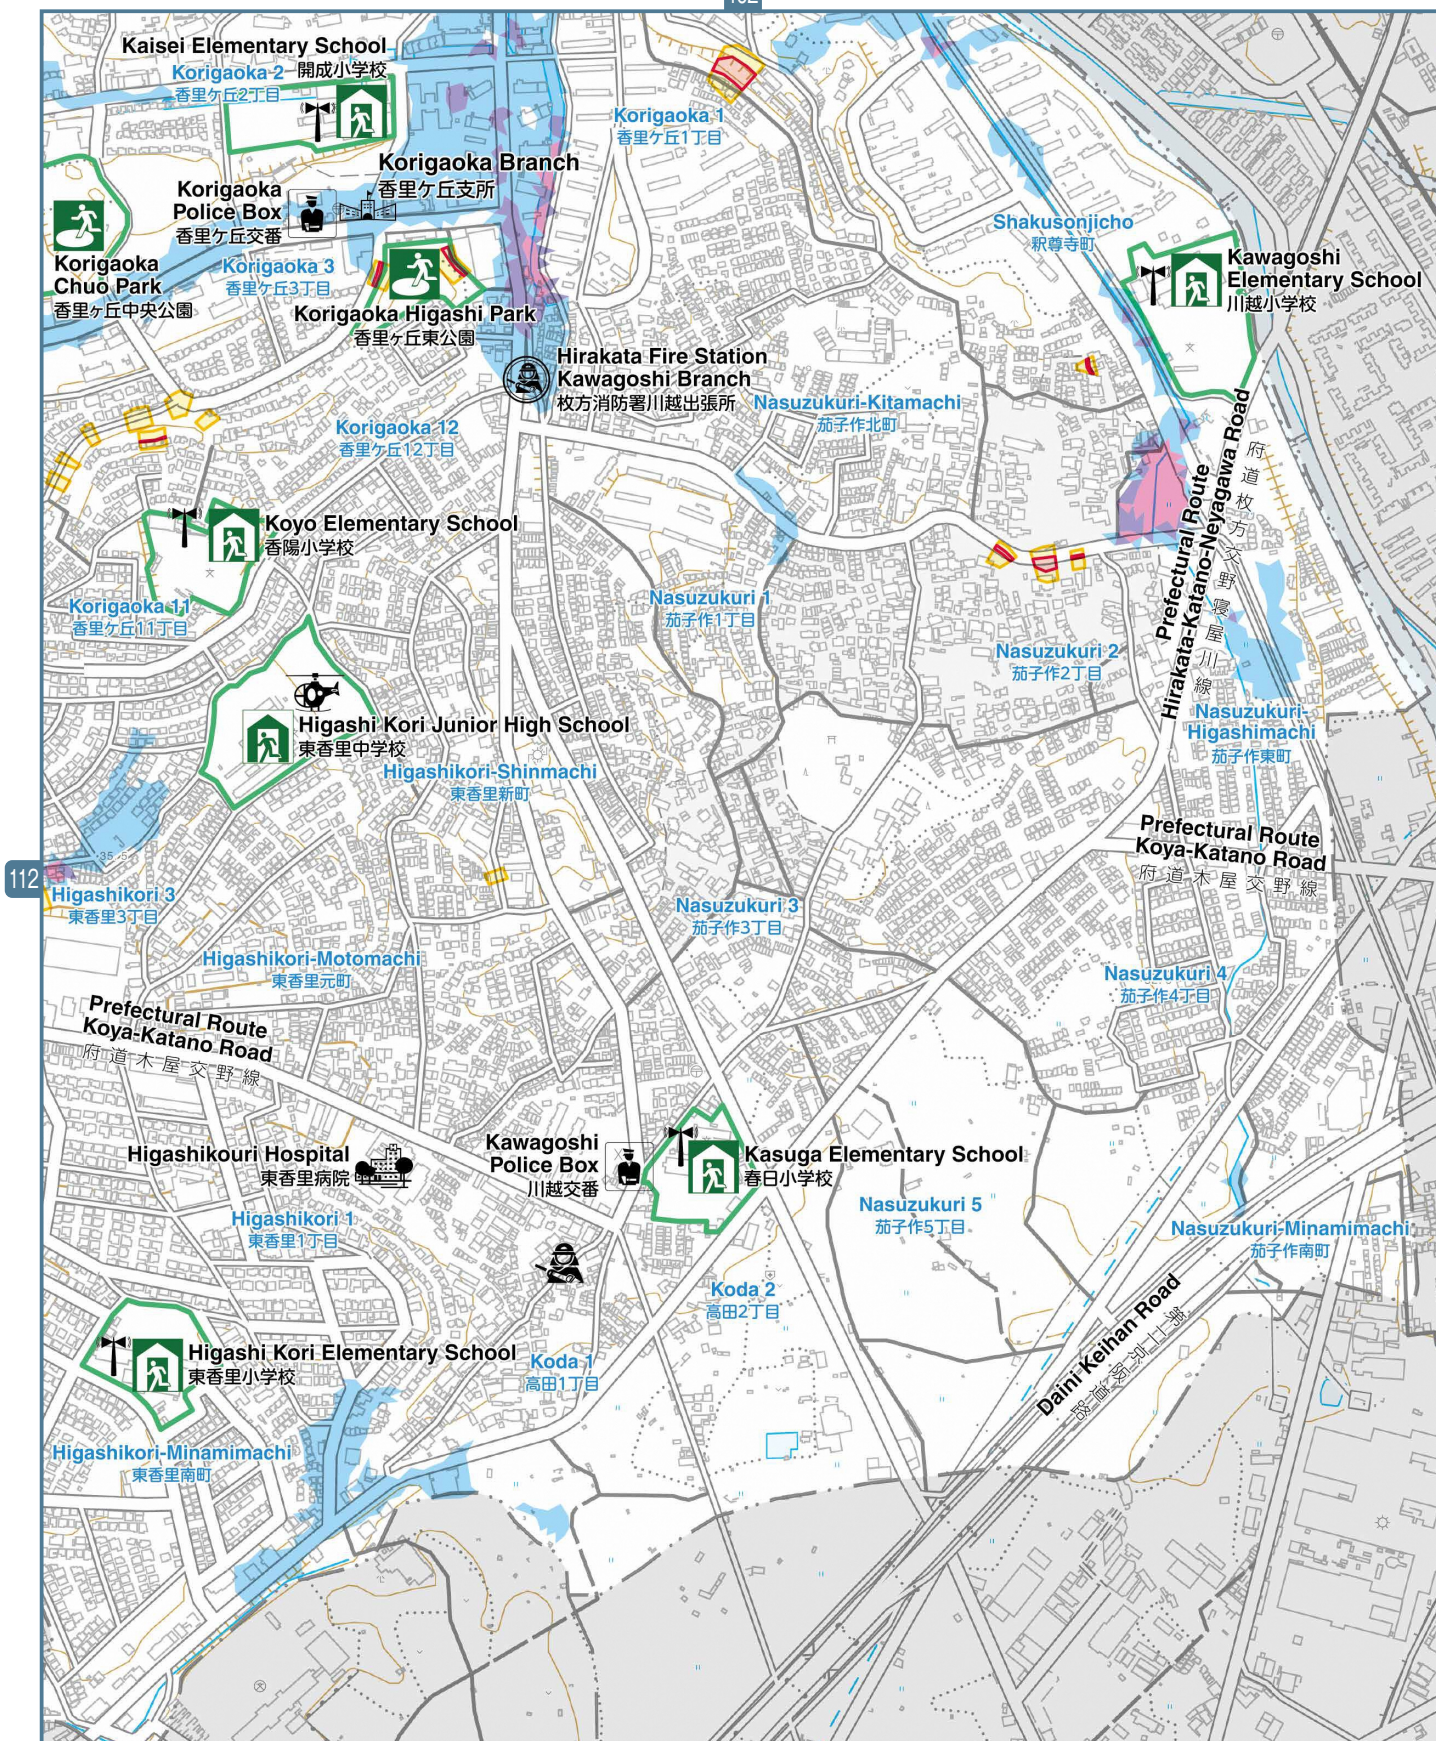 Kaisei Elementary School
開成小学校
Korigaoka 2
香里ケ丘2丁目
Korigaoka 1
香里ケ丘1丁目
Korigaoka Branch
香里ケ丘支所
Korigaoka
Police Box
香里ケ丘交番
Shakusonjicho
釈尊寺町
Kawagoshi
Elementary School
川越小学校
Korigaoka
Chuo Park
香里ヶ丘中央公園
Korigaoka 3
香里ケ丘3丁目
Korigaoka Higashi Park
香里ヶ丘東公園
Hirakata Fire Station
Kawagoshi Branch
枚方消防署川越出張所
Nasuzukuri-Kitamachi
茄子作北町
Korigaoka 12
香里ケ丘12丁目
Prefectural Route
Hirakata-Katano-Neyagawa Road
府道枚方交野寝屋川線
Koyo Elementary School
香陽小学校
Korigaoka 11
香里ケ丘11丁目
Nasuzukuri 1
茄子作1丁目
Nasuzukuri 2
茄子作2丁目
Higashi Kori Junior High School
東香里中学校
Nasuzukuri-
Higashimachi
茄子作東町
Higashikori-Shinmachi
東香里新町
Prefectural Route
Koya-Katano Road
府道木屋交野線
35.5
112
Higashikori 3
東香里3丁目
Nasuzukuri 3
茄子作3丁目
Higashikori-Motomachi
東香里元町
Nasuzukuri 4
茄子作4丁目
Prefectural Route
Koya-Katano Road
府道木屋交野線
Higashikouri Hospital
東香里病院
Kawagoshi
Police Box
川越交番
Kasuga Elementary School
春日小学校
Higashikori 1
東香里1丁目
Nasuzukuri 5
茄子作5丁目
Nasuzukuri-Minamimachi
茄子作南町
Koda 2
高田2丁目
Daini Keihan Road
第二京阪道路
Higashi Kori Elementary School
東香里小学校
Koda 1
高田1丁目
Higashikori-Minamimachi
東香里南町